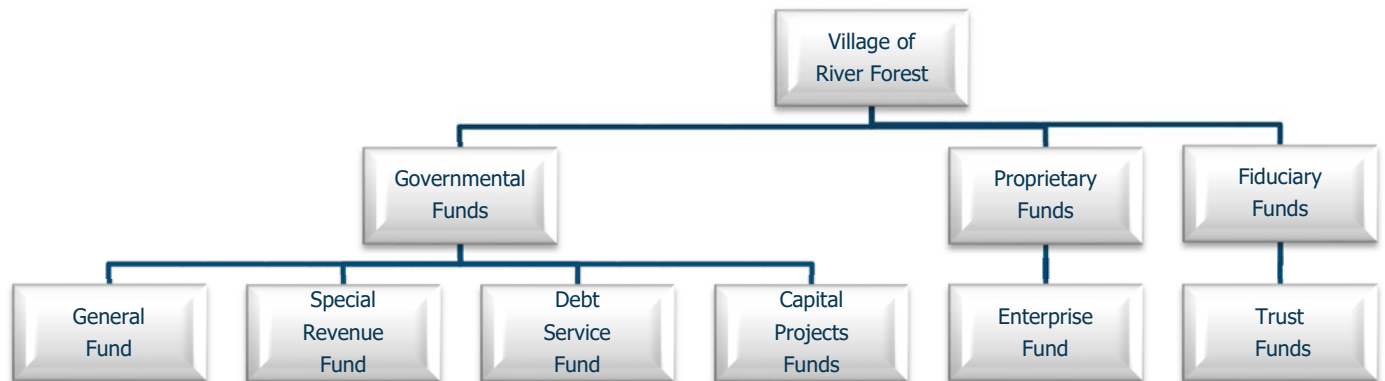 Village of
River Forest
Governmental
Funds
Proprietary
Funds
Fiduciary
Funds
General
Fund
Special
Revenue
Fund
Debt
Service
Fund
Capital
Projects
Funds
Enterprise
Fund
Trust
Funds